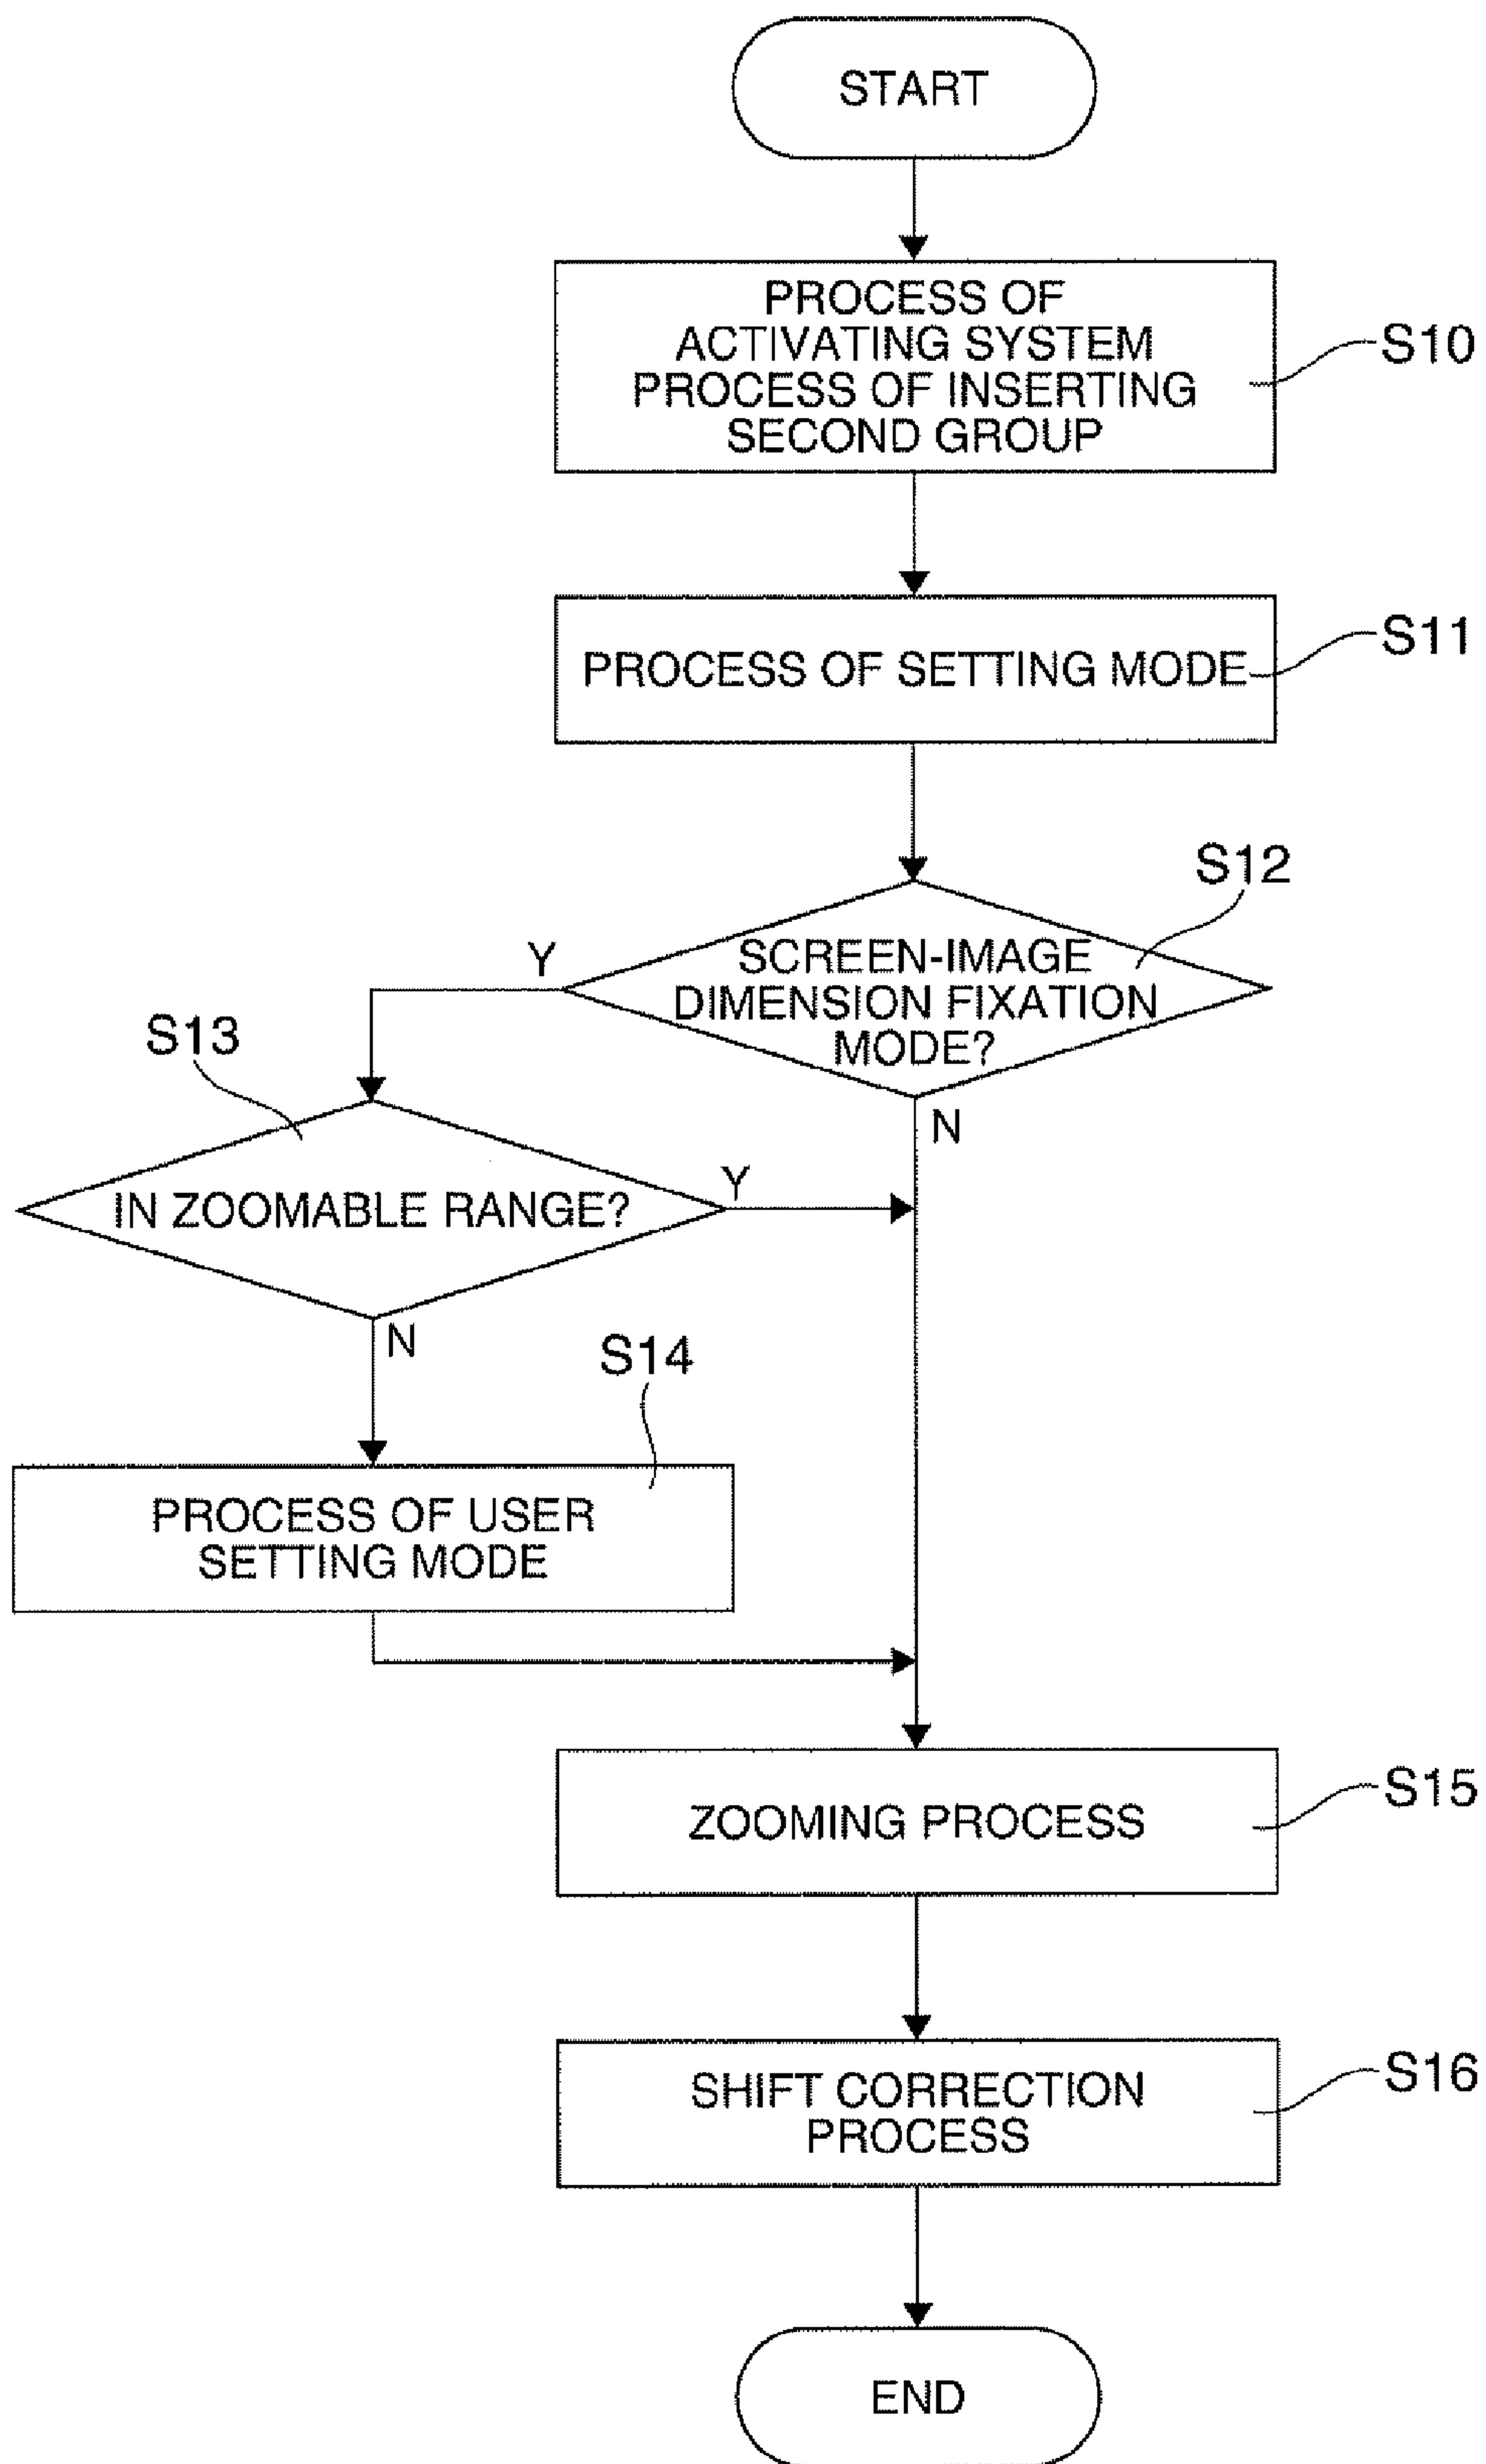 START
PROCESS OF
ACTIVATING SYSTEM
PROCESS OF INSERTING
SECOND GROUP
S10
PROCESS OF SETTING MODE
S11
S12
SCREEN-IMAGE
DIMENSION FIXATION
MODE?
Y
N
S13
IN ZOOMABLE RANGE?
Y
N
S14
PROCESS OF USER
SETTING MODE
ZOOMING PROCESS
S15
SHIFT CORRECTION
PROCESS
S16
END